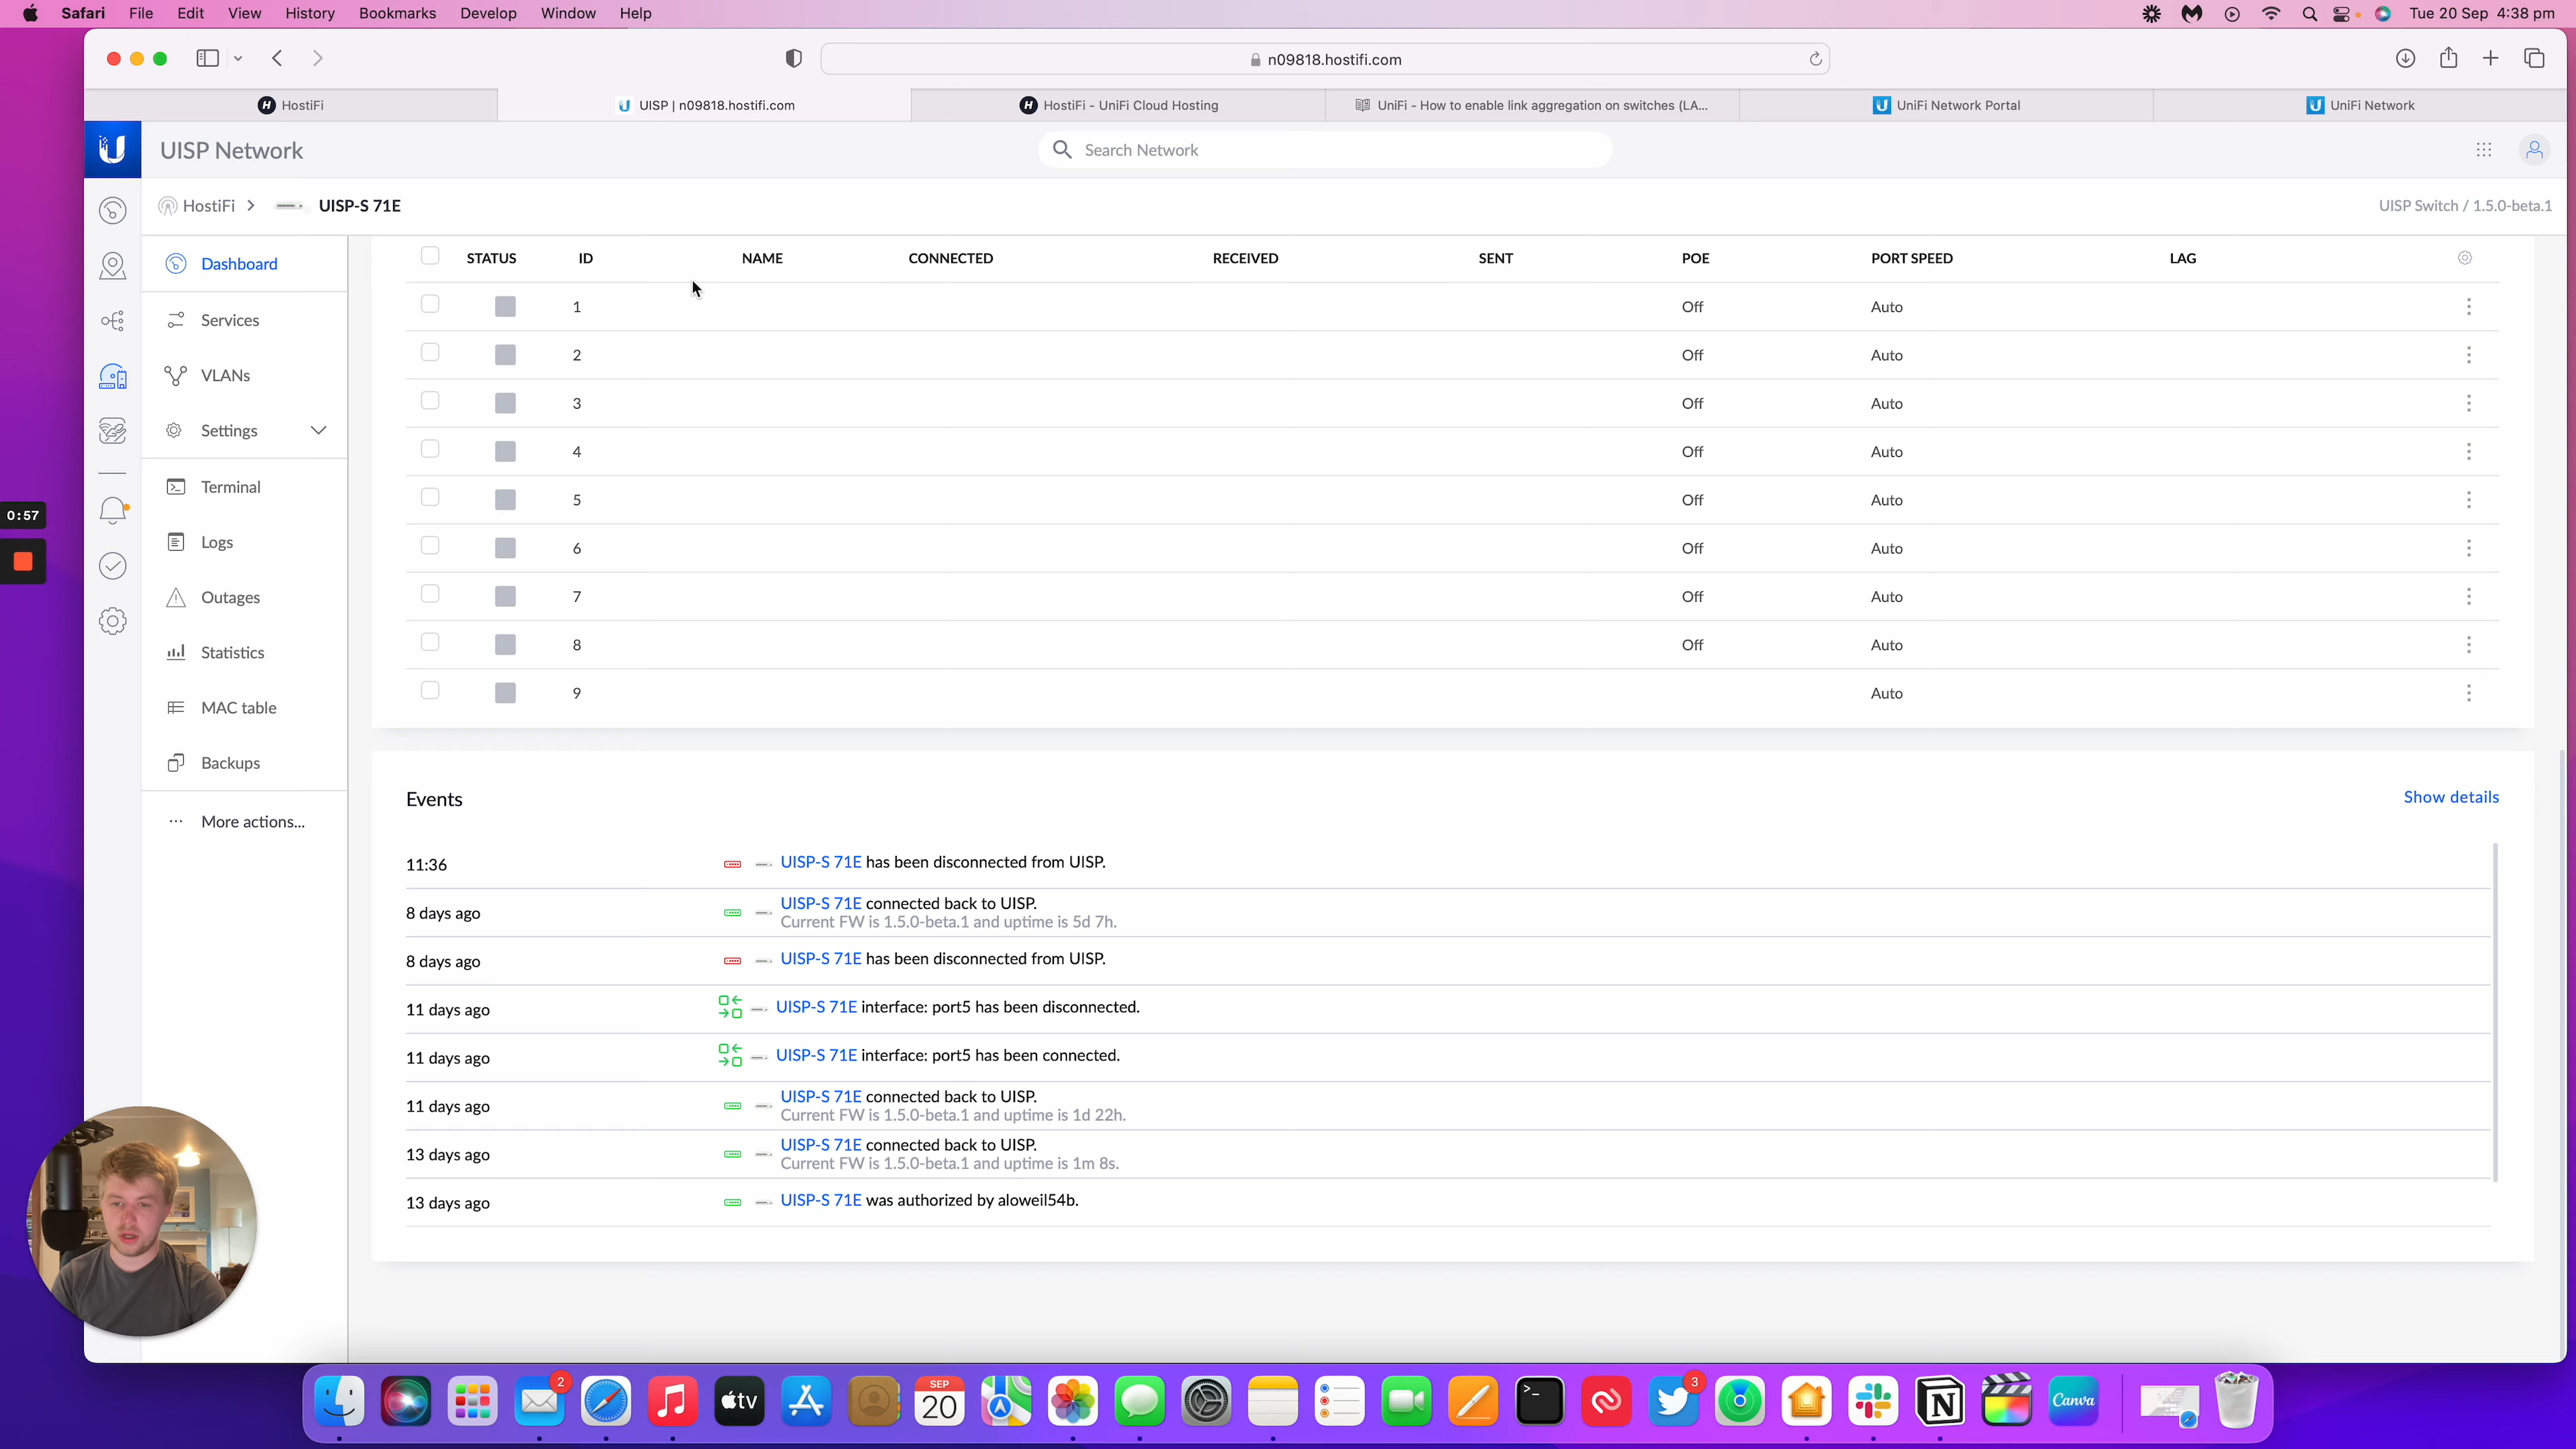 Safari File Edit View History Bookmarks Develop Window Help Tue 20 Sep 4:38 pm
n09818.hostifi.com
HostiFi
UISP | n09818.hostifi.com
HostiFi - UniFi Cloud Hosting
UniFi - How to enable link aggregation on switches (LA...
UniFi Network Portal
UniFi Network
UISP Network
Search Network
HostiFi > UISP-S 71E
UISP Switch / 1.5.0-beta.1
Dashboard
Services
VLANs
Settings
Terminal
Logs
Outages
Statistics
MAC table
Backups
More actions...
0:57
STATUS ID NAME CONNECTED RECEIVED SENT POE PORT SPEED LAG
1 Off Auto
2 Off Auto
3 Off Auto
4 Off Auto
5 Off Auto
6 Off Auto
7 Off Auto
8 Off Auto
9 Auto
Events
Show details
11:36 UISP-S 71E has been disconnected from UISP.
8 days ago UISP-S 71E connected back to UISP.
Current FW is 1.5.0-beta.1 and uptime is 5d 7h.
8 days ago UISP-S 71E has been disconnected from UISP.
11 days ago UISP-S 71E interface: port5 has been disconnected.
11 days ago UISP-S 71E interface: port5 has been connected.
11 days ago UISP-S 71E connected back to UISP.
Current FW is 1.5.0-beta.1 and uptime is 1d 22h.
13 days ago UISP-S 71E connected back to UISP.
Current FW is 1.5.0-beta.1 and uptime is 1m 8s.
13 days ago UISP-S 71E was authorized by aloweil54b.
2
tv
SEP
20
3
Canva